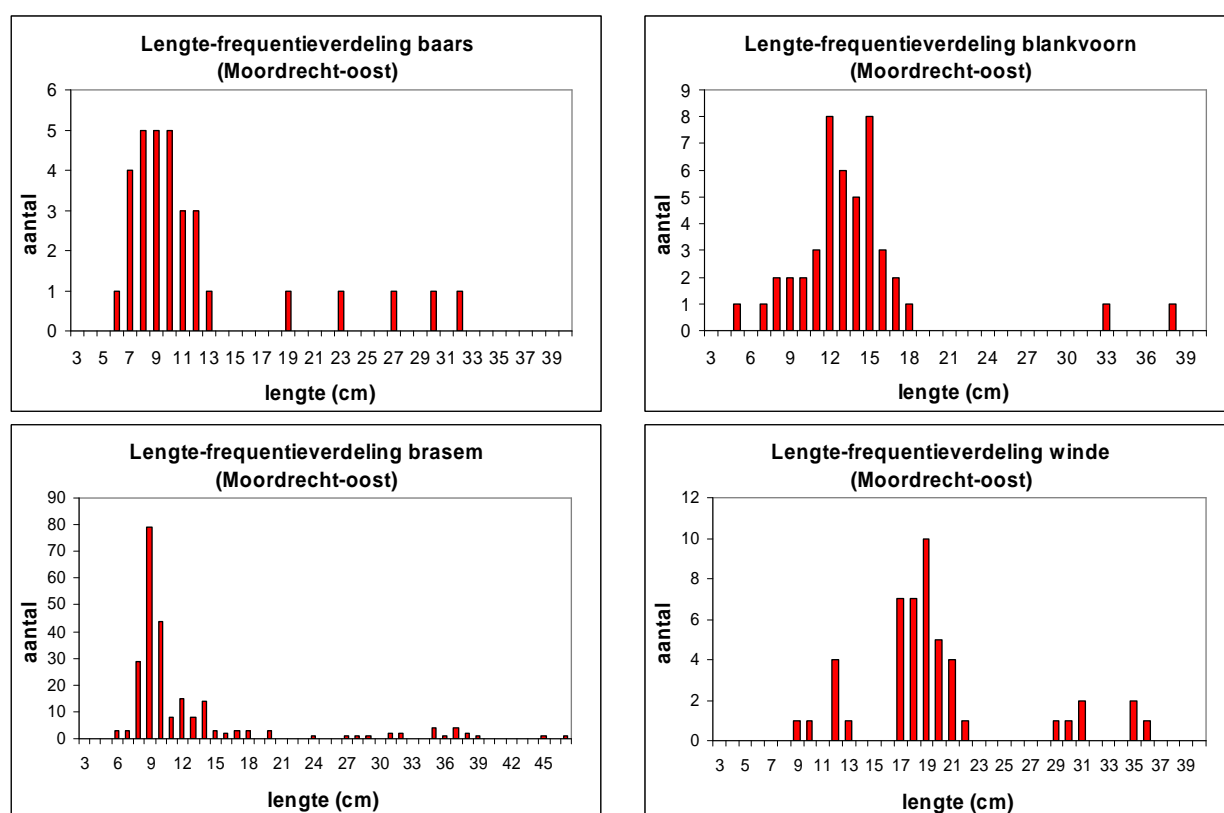 Lengte-frequentieverdeling baars
(Moordrecht-oost)
6
5
4
3
2
1
0
aantal
3 5 7 9 11 13 15 17 19 21 23 25 27 29 31 33 35 37 39
lengte (cm)
Lengte-frequentieverdeling blankvoorn
(Moordrecht-oost)
9
8
7
6
5
4
3
2
1
0
aantal
3 6 9 12 15 18 21 24 27 30 33 36 39
lengte (cm)
Lengte-frequentieverdeling brasem
(Moordrecht-oost)
90
80
70
60
50
40
30
20
10
0
aantal
3 6 9 12 15 18 21 24 27 30 33 36 39 42 45
lengte (cm)
Lengte-frequentieverdeling winde
(Moordrecht-oost)
12
10
8
6
4
2
0
aantal
3 5 7 9 11 13 15 17 19 21 23 25 27 29 31 33 35 37 39
lengte (cm)